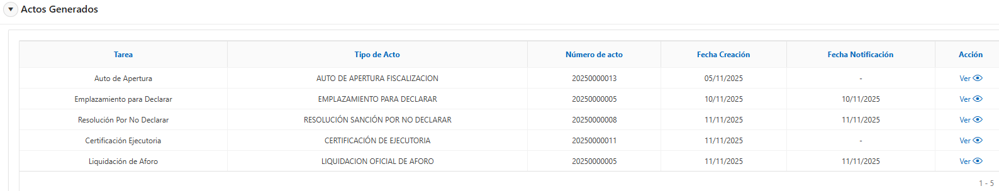 Actos Generados
Tarea Tipo de Acto Número de acto Fecha Creación Fecha Notificación Acción
Auto de Apertura AUTO DE APERTURA FISCALIZACION 20250000013 05/11/2025 - Ver
Emplazamiento para Declarar EMPLAZAMIENTO PARA DECLARAR 20250000005 10/11/2025 10/11/2025 Ver
Resolución Por No Declarar RESOLUCIÓN SANCIÓN POR NO DECLARAR 20250000008 11/11/2025 11/11/2025 Ver
Certificación Ejecutoria CERTIFICACIÓN DE EJECUTORIA 20250000011 11/11/2025 - Ver
Liquidación de Aforo LIQUIDACION OFICIAL DE AFORO 20250000005 11/11/2025 11/11/2025 Ver
1 - 5